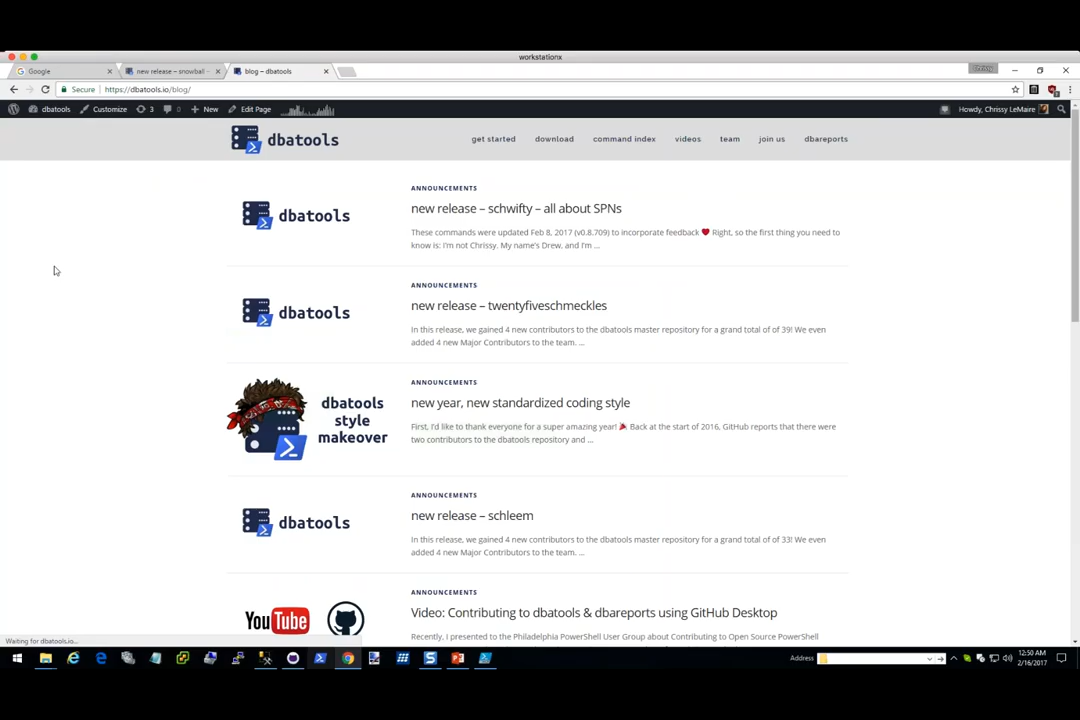 workstationx
Google
new release – snowball –
blog – dbatools
Chrissy
Secure
https://dbatools.io/blog/
dbatools
Customize
3
0
New
Edit Page
Howdy, Chrissy LeMaire
dbatools
get started
download
command index
videos
team
join us
dbareports
dbatools
ANNOUNCEMENTS
new release – schwifty – all about SPNs
These commands were updated Feb 8, 2017 (v0.8.709) to incorporate feedback ❤ Right, so the first thing you need to
know is: I'm not Chrissy. My name's Drew, and I'm ...
dbatools
ANNOUNCEMENTS
new release – twentyfiveschmeckles
In this release, we gained 4 new contributors to the dbatools master repository for a grand total of of 39! We even
added 4 new Major Contributors to the team. ...
dbatools
style
makeover
ANNOUNCEMENTS
new year, new standardized coding style
First, I'd like to thank everyone for a super amazing year! 🎉 Back at the start of 2016, GitHub reports that there were
two contributors to the dbatools repository and ...
dbatools
ANNOUNCEMENTS
new release – schleem
In this release, we gained 4 new contributors to the dbatools master repository for a grand total of of 33! We even
added 4 new Major Contributors to the team. ...
YouTube
ANNOUNCEMENTS
Video: Contributing to dbatools & dbareports using GitHub Desktop
Recently, I presented to the Philadelphia PowerShell User Group about Contributing to Open Source PowerShell
Waiting for dbatools.io...
Address
12:50 AM
2/16/2017